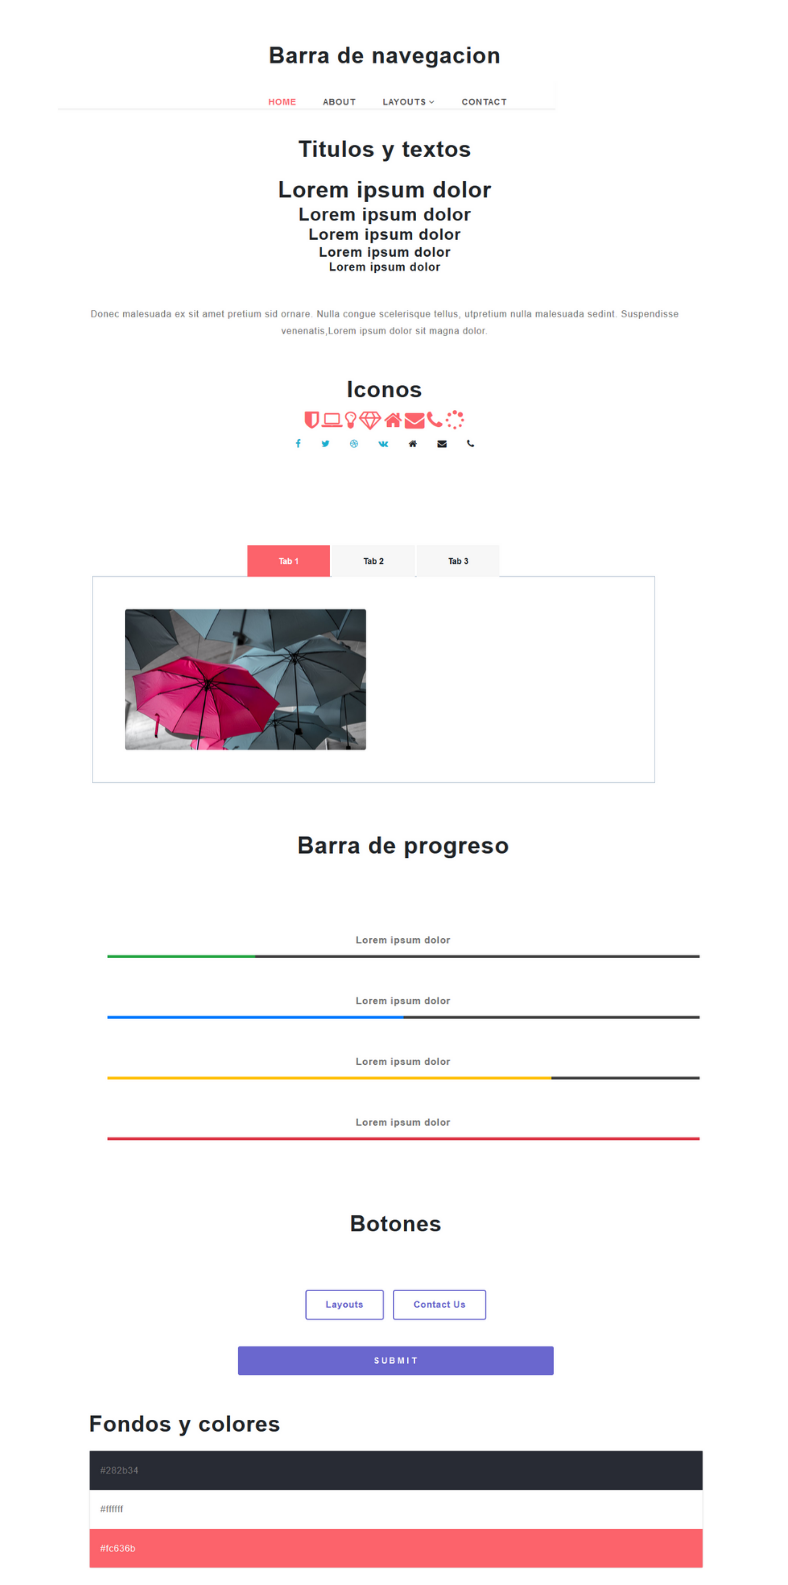 Barra de navegacion
HOME ABOUT LAYOUTS CONTACT
Titulos y textos
Lorem ipsum dolor
Lorem ipsum dolor
Lorem ipsum dolor
Lorem ipsum dolor
Lorem ipsum dolor
Donec malesuada ex sit amet pretium sid ornare. Nulla congue scelerisque tellus, utpretium nulla malesuada sedint. Suspendisse
venenatis,Lorem ipsum dolor sit magna dolor.
Iconos
Tab 1 Tab 2 Tab 3
Barra de progreso
Lorem ipsum dolor
Lorem ipsum dolor
Lorem ipsum dolor
Lorem ipsum dolor
Botones
Layouts Contact Us
SUBMIT
Fondos y colores
#282b34
#ffffff
#fc636b